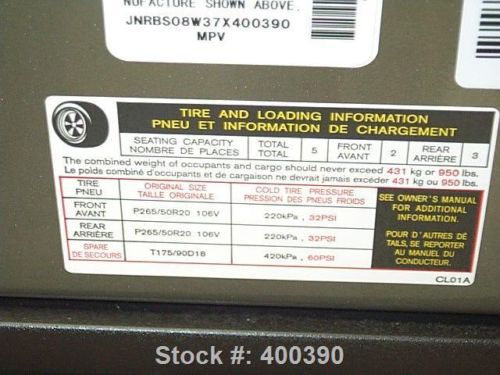 NUFACTURE SHOWN ABOVE.
JNRBS08W37X400390
MPV
TIRE AND LOADING INFORMATION
PNEU ET INFORMATION DE CHARGEMENT
SEATING CAPACITY
NOMBRE DE PLACES
TOTAL
TOTAL
5
FRONT
AVANT
2
REAR
ARRIÈRE
3
The combined weight of occupants and cargo should never exceed 431 kg or 950 lbs.
Le poids combiné d'occupants et de cargaison ne devrait jamais excéder 431 kg ou 950 lbs.
TIRE
PNEU
ORIGINAL SIZE
TAILLE ORIGINALE
COLD TIRE PRESSURE
PRESSION DES PNEUS FROIDS
FRONT
AVANT
P265/50R20 106V
220kPa , 32PSI
REAR
ARRIÈRE
P265/50R20 106V
220kPa , 32PSI
SPARE
DE SECOURS
T175/90D18
420kPa , 60PSI
SEE OWNER'S MANUAL
FOR ADDITIONAL
INFORMATION.
POUR D'AUTRES DÉ
TAILS, SE REPORTER
AU MANUEL DU
CONDUCTEUR.
CL01A
Stock #: 400390